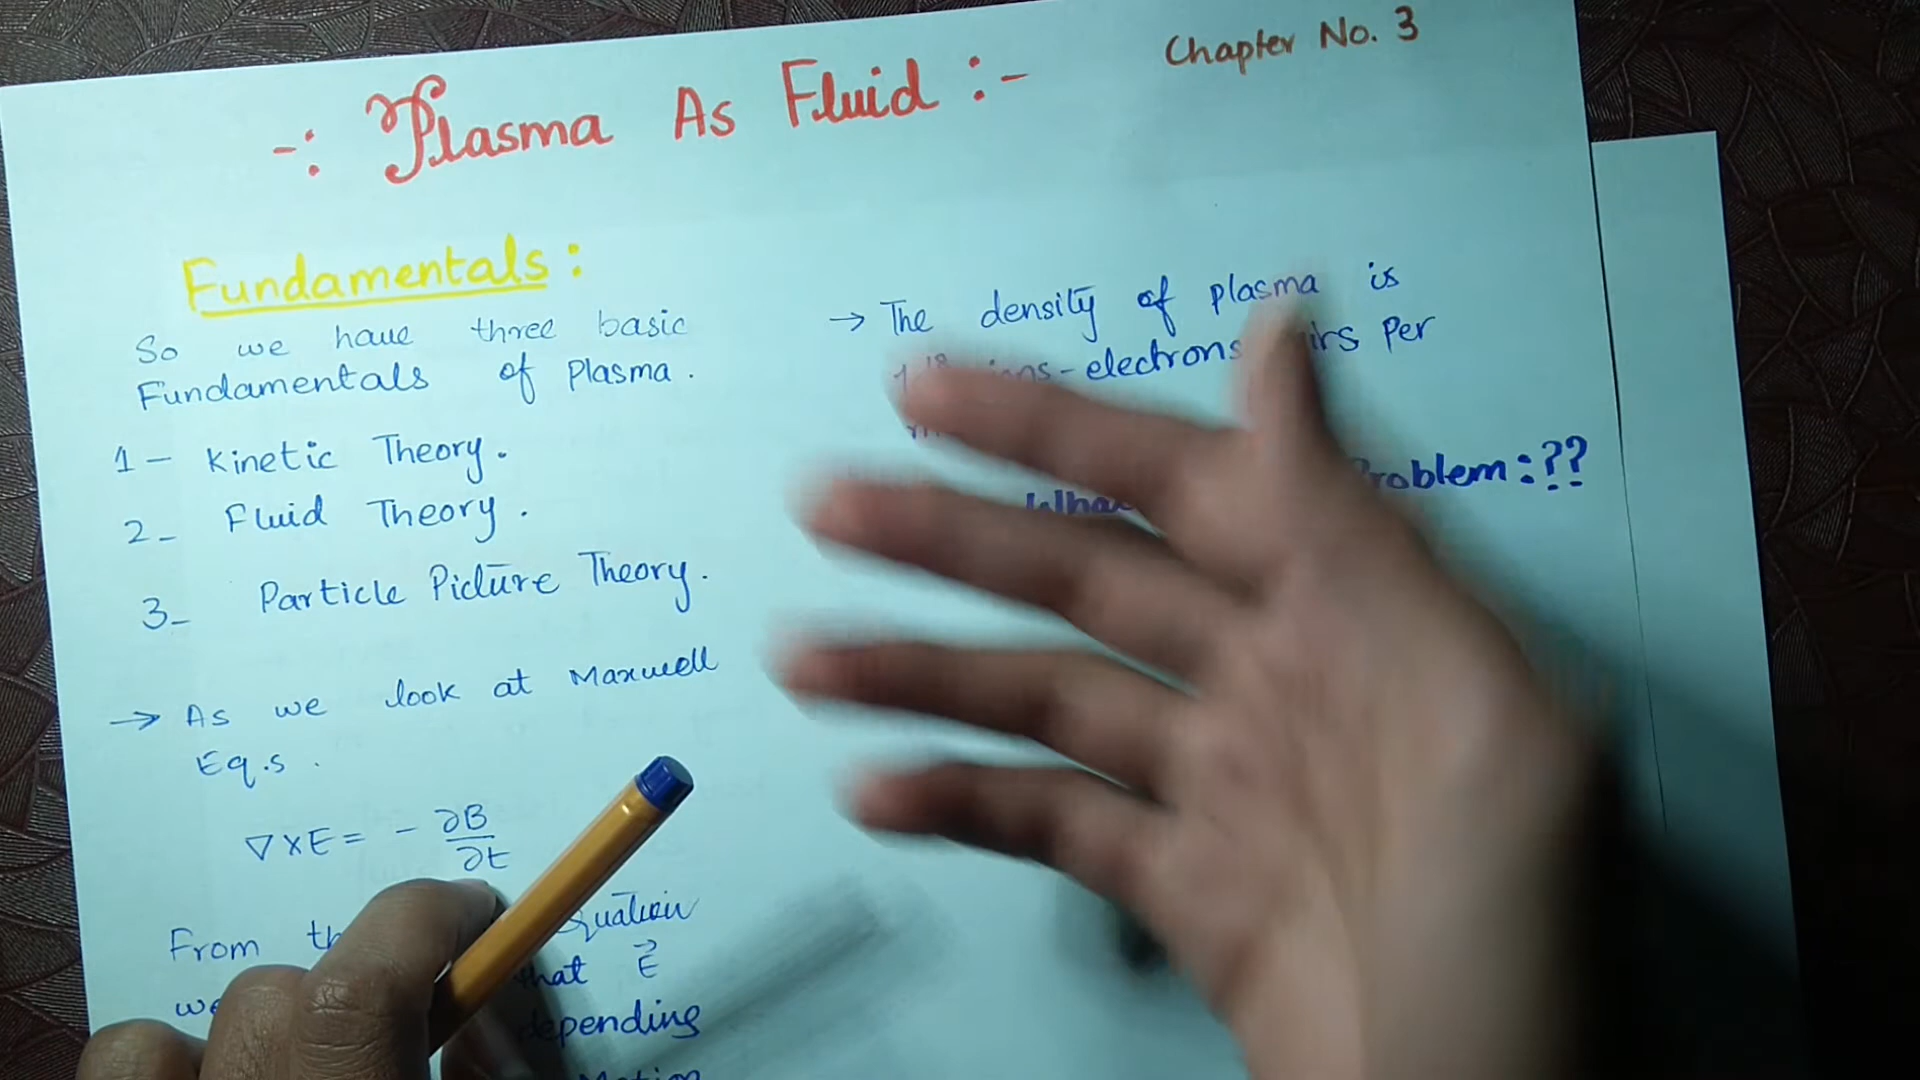 -: Plasma As Fluid :-
Chapter No. 3
Fundamentals:
So we have three basic
Fundamentals of Plasma.
1- Kinetic Theory.
2- Fluid Theory.
3- Particle Picture Theory.
→ As we look at Maxwell
Eq.s.
∇×E = - ∂B/∂t
From
that E⃗
depending
→ The density of plasma is
ions-electrons per
Problem:??